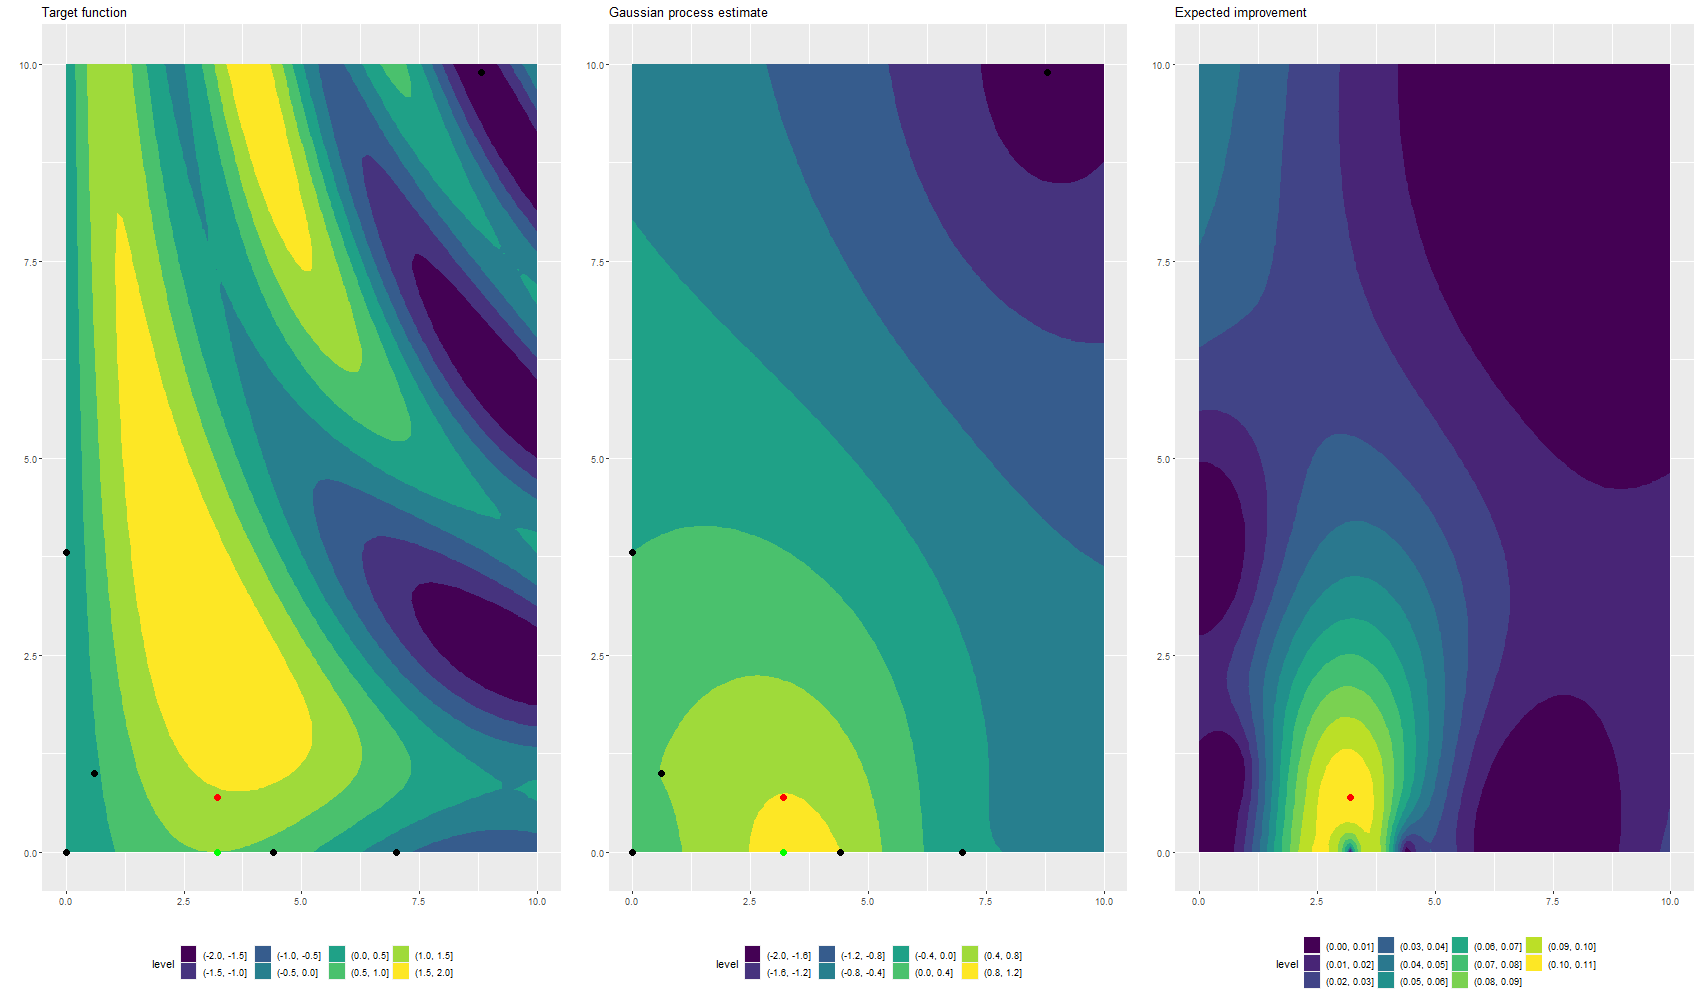 Target function
Gaussian process estimate
Expected improvement
10.0
7.5
5.0
2.5
0.0
0.0 2.5 5.0 7.5 10.0
10.0
7.5
5.0
2.5
0.0
0.0 2.5 5.0 7.5 10.0
10.0
7.5
5.0
2.5
0.0
0.0 2.5 5.0 7.5 10.0
level
(-2.0, -1.5] (-1.0, -0.5] (0.0, 0.5] (1.0, 1.5]
(-1.5, -1.0] (-0.5, 0.0] (0.5, 1.0] (1.5, 2.0]
level
(-2.0, -1.6] (-1.2, -0.8] (-0.4, 0.0] (0.4, 0.8]
(-1.6, -1.2] (-0.8, -0.4] (0.0, 0.4] (0.8, 1.2]
level
(0.00, 0.01] (0.03, 0.04] (0.06, 0.07] (0.09, 0.10]
(0.01, 0.02] (0.04, 0.05] (0.07, 0.08] (0.10, 0.11]
(0.02, 0.03] (0.05, 0.06] (0.08, 0.09]